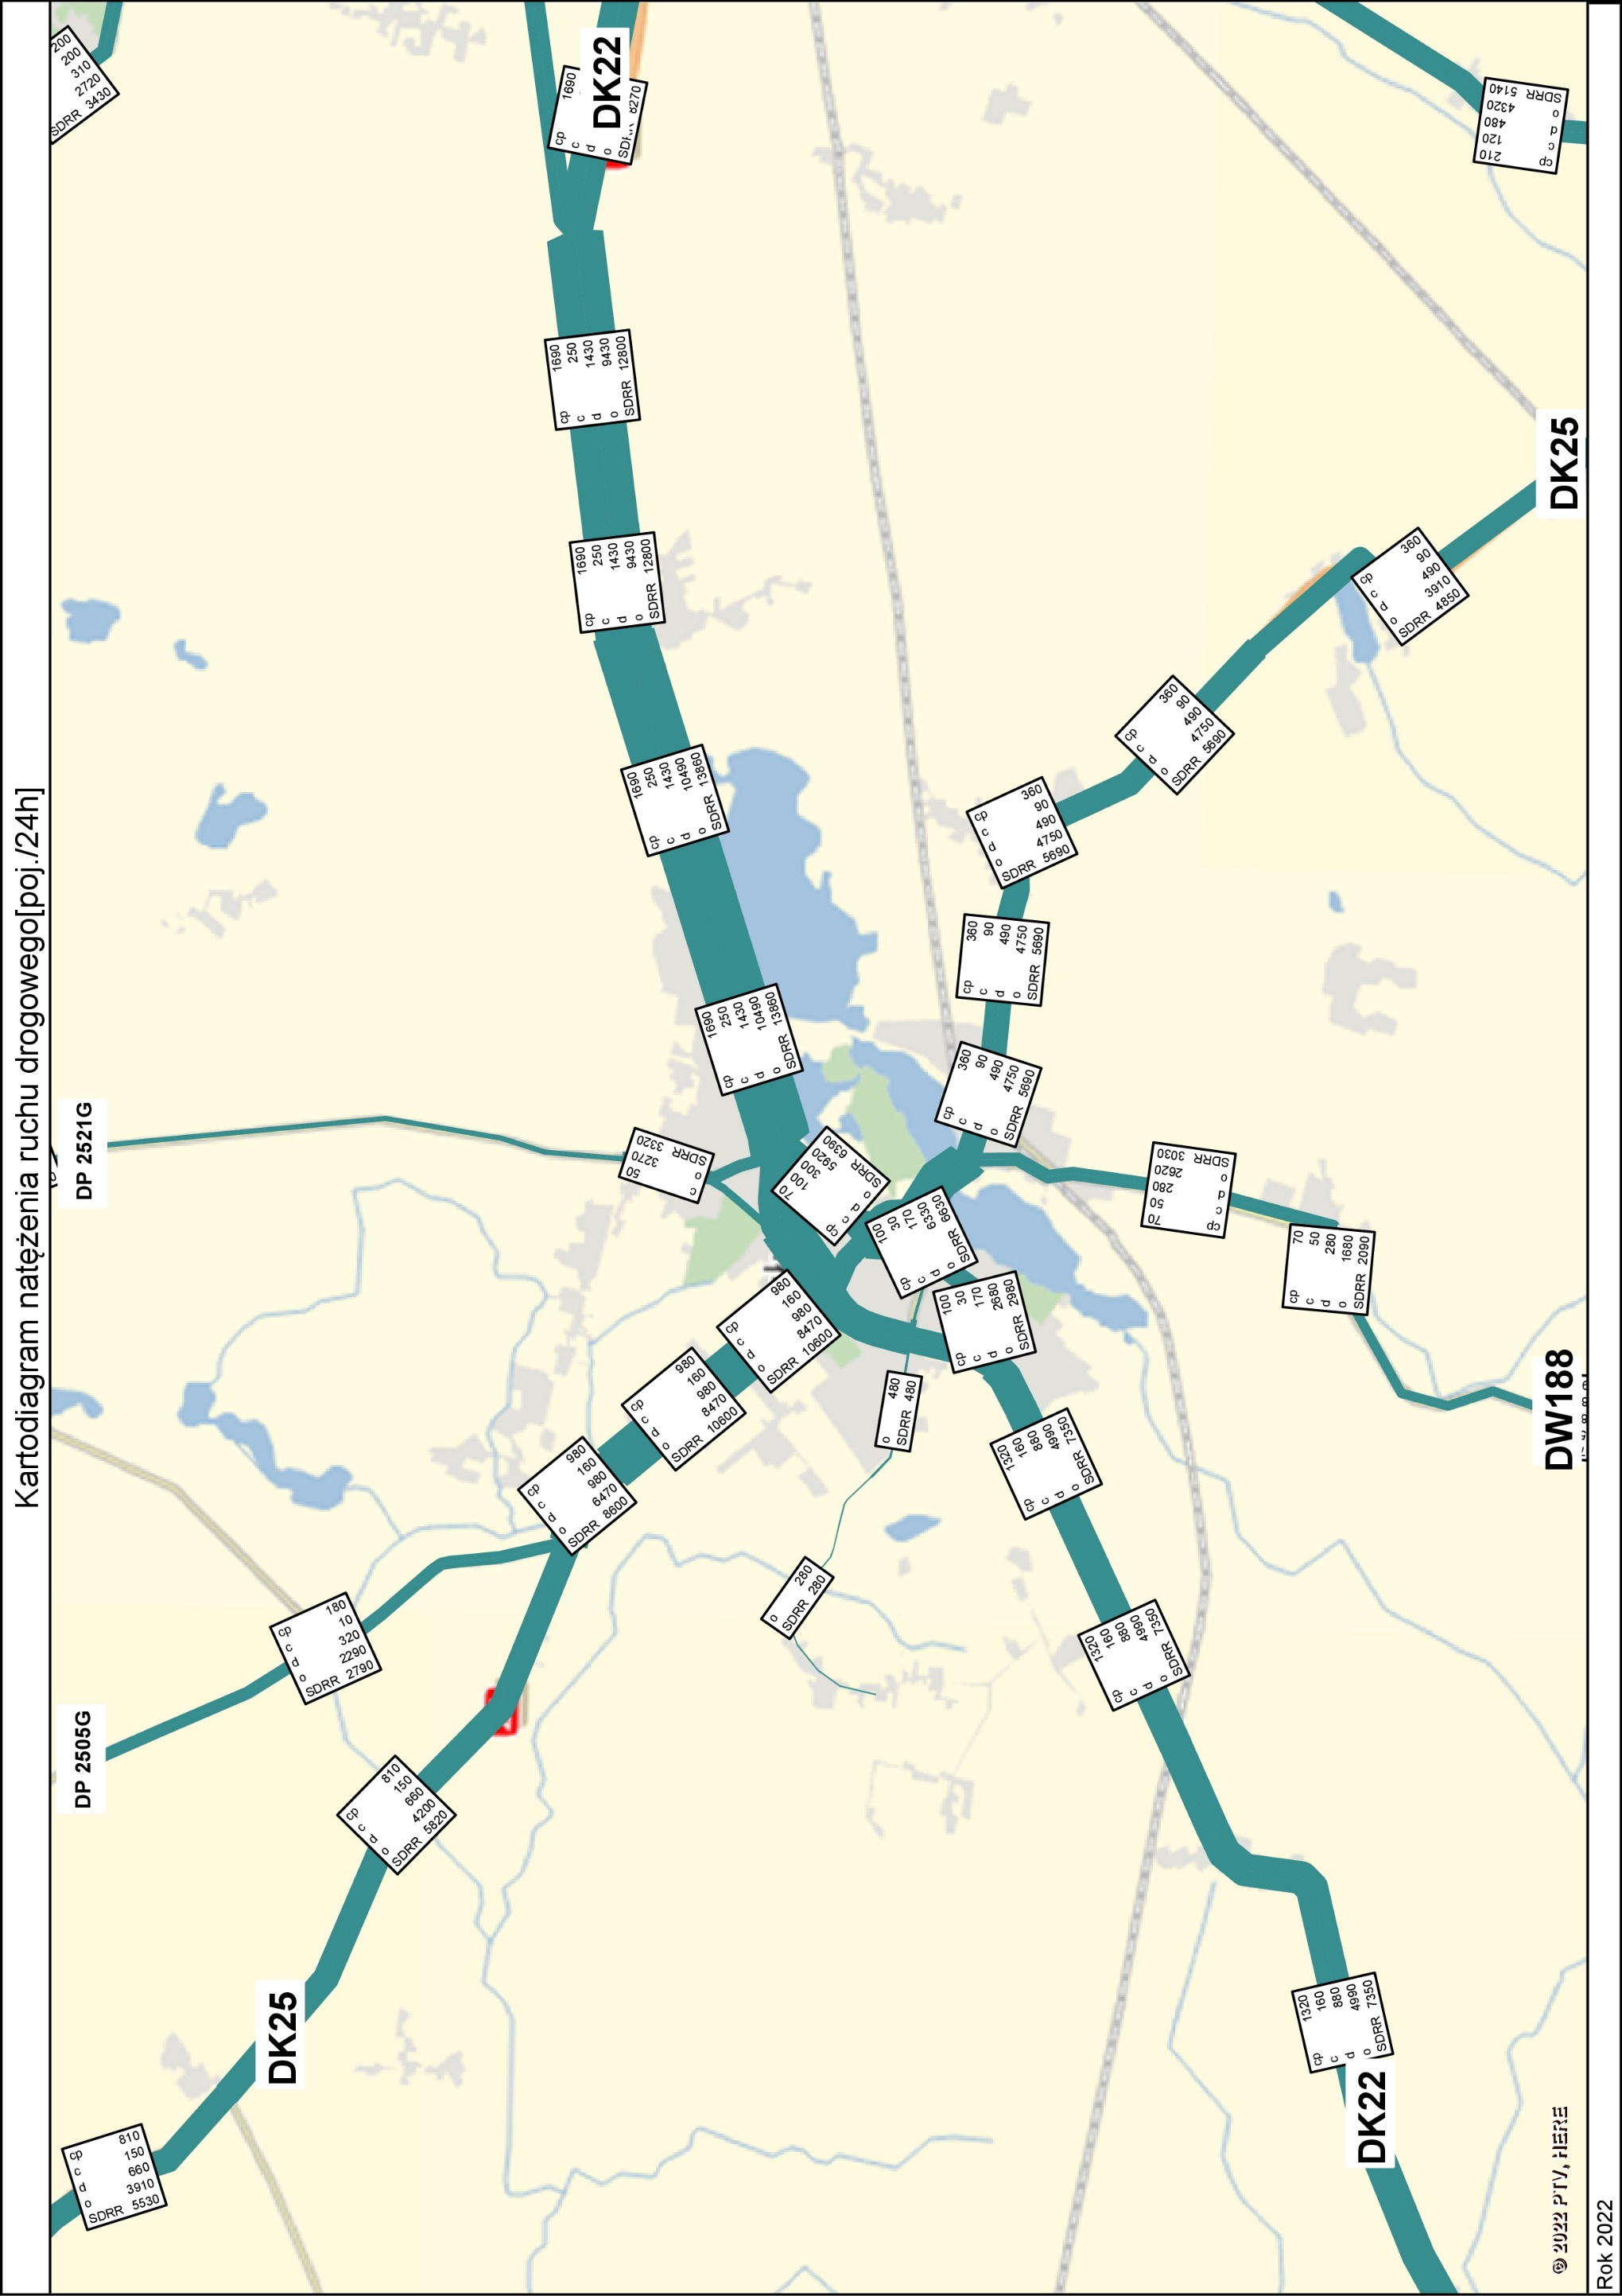 Kartodiagram natężenia ruchu drogowego[poj./24h]
200
200
310
2720
SDRR 3430
DP 2521G
DP 2505G
DK25
cp 810
c 150
d 660
o 3910
SDRR 5530
cp 810
c 150
d 660
o 4200
SDRR 5820
cp 180
c 10
d 320
o 2290
SDRR 2790
cp 980
c 160
d 980
o 6470
SDRR 8600
cp 980
c 160
d 980
o 8470
SDRR 10600
cp 980
c 160
d 980
o 8470
SDRR 10600
c 50
o 3270
SDRR 3320
cp 70
c 100
d 300
o 5920
SDRR 6390
cp 1690
c 250
d 1430
o 10490
SDRR 13860
cp 1690
c 250
d 1430
o 10490
SDRR 13860
cp 1690
c 250
d 1430
o 9430
SDRR 12800
cp 1690
c 250
d 1430
o 9430
SDRR 12800
cp 1690
c
d
o
8270
DK22
o 280
SDRR 280
o 480
SDRR 480
cp 100
c 30
d 170
o 6330
SDRR 6630
cp 100
c 30
d 170
o 2680
SDRR 2980
cp 360
c 90
d 490
o 4750
SDRR 5690
cp 360
c 90
d 490
o 4750
SDRR 5690
cp 360
c 90
d 490
o 4750
SDRR 5690
cp 360
c 90
d 490
o 4750
SDRR 5690
cp 360
c 90
d 490
o 3910
SDRR 4850
DK25
cp 210
c 120
d 480
o 4320
SDRR 5140
cp 1320
c 160
d 880
o 4990
SDRR 7350
cp 1320
c 160
d 880
o 4990
SDRR 7350
cp 1320
c 160
d 880
o 4990
SDRR 7350
DK22
cp 70
c 50
d 280
o 2620
SDRR 3030
cp 70
c 50
d 280
o 1680
SDRR 2090
DW188
© 2022 PTV, HERE
Rok 2022